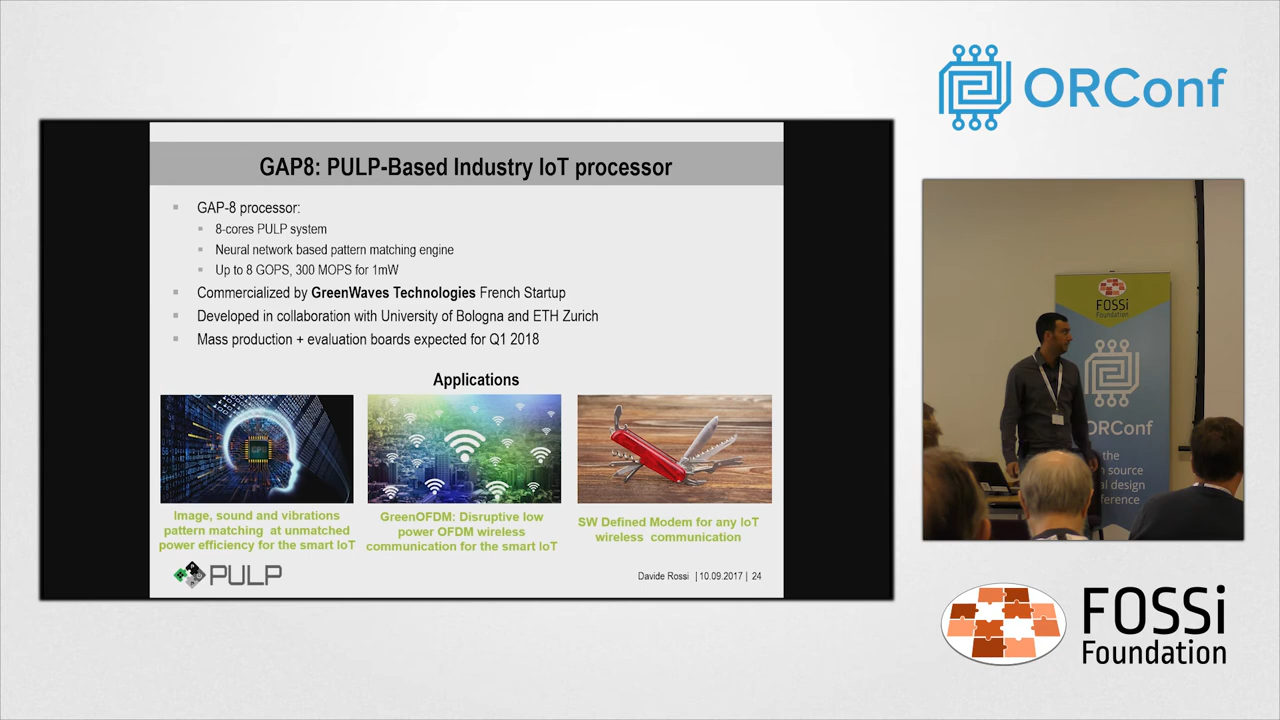 ORConf
GAP8: PULP-Based Industry IoT processor
GAP-8 processor:
8-cores PULP system
Neural network based pattern matching engine
Up to 8 GOPS, 300 MOPS for 1mW
Commercialized by GreenWaves Technologies French Startup
Developed in collaboration with University of Bologna and ETH Zurich
Mass production + evaluation boards expected for Q1 2018
Applications
Image, sound and vibrations
pattern matching at unmatched
power efficiency for the smart IoT
GreenOFDM: Disruptive low
power OFDM wireless
communication for the smart IoT
SW Defined Modem for any IoT
wireless communication
PULP
Davide Rossi | 10.09.2017 | 24
FOSSi
Foundation
ORConf
the
source
design
FOSSi
Foundation